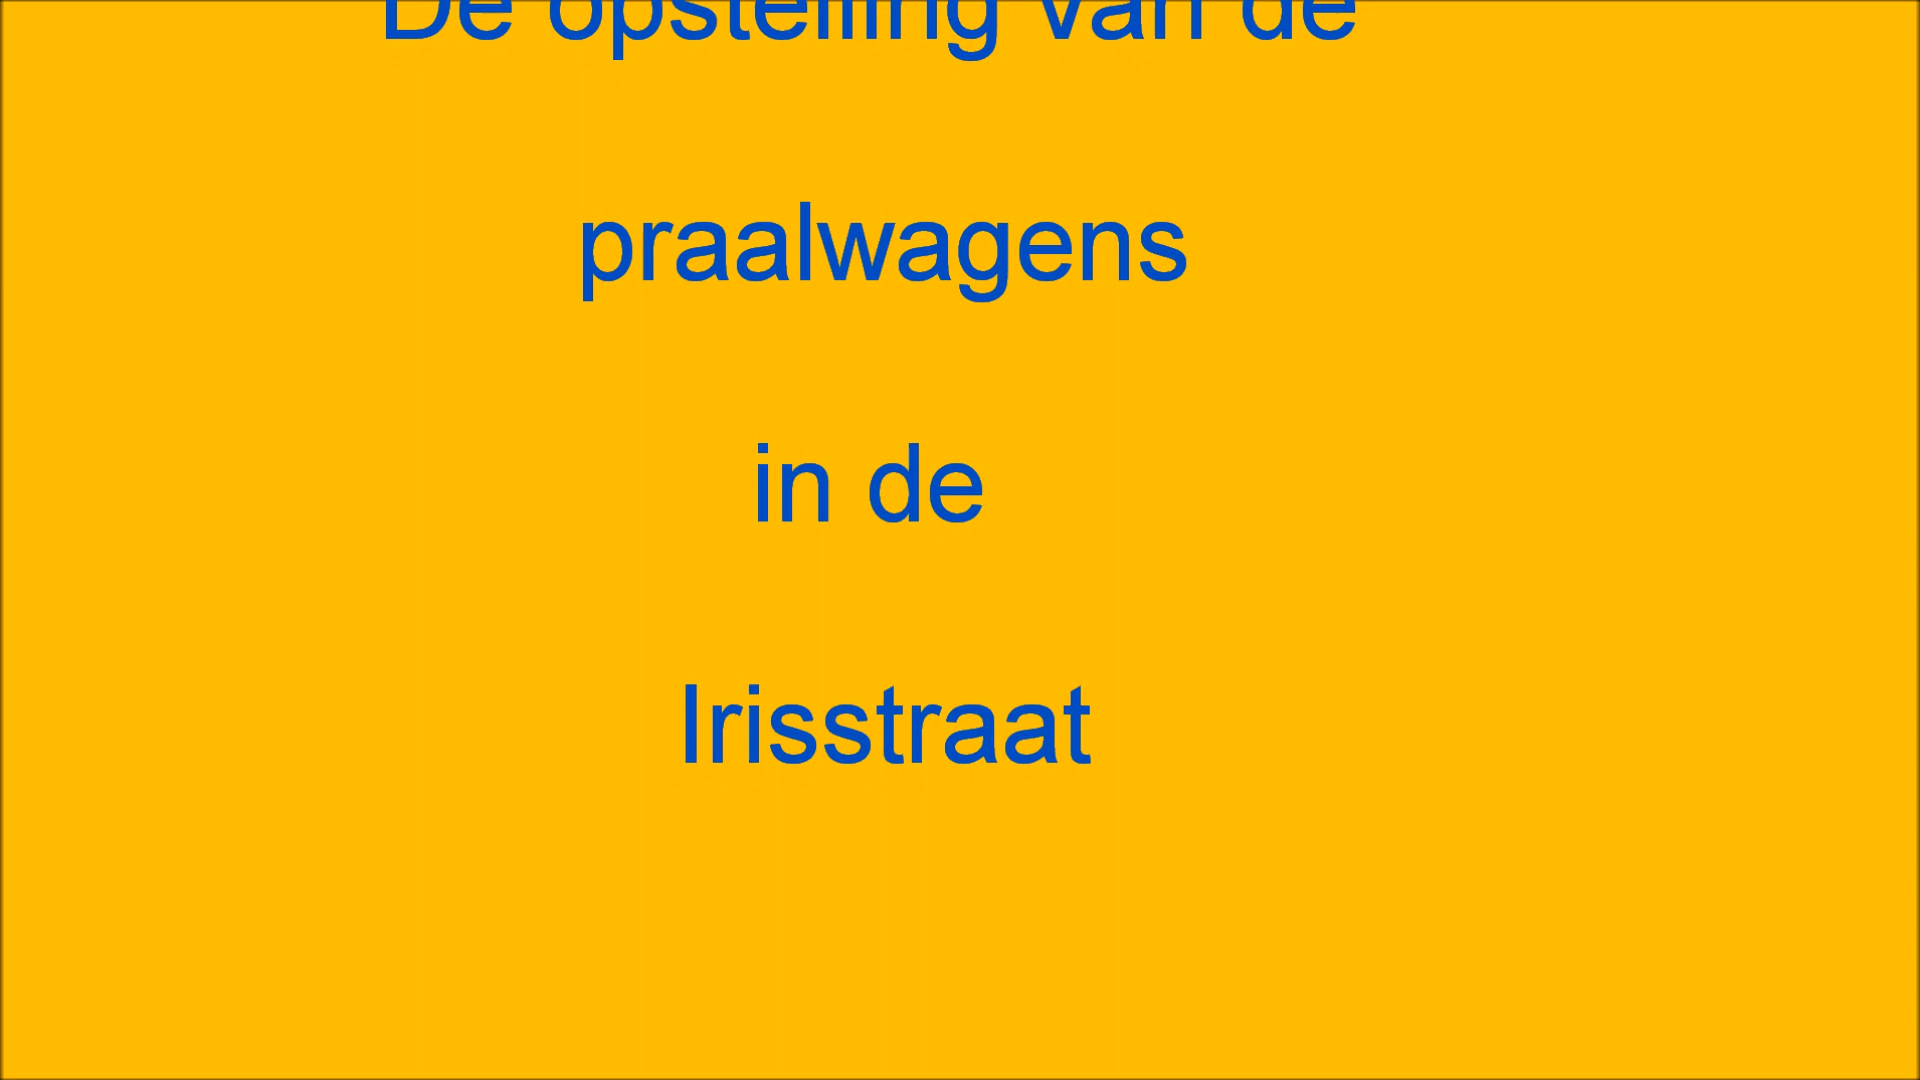 De opstelling van de
praalwagens
in de
Irisstraat